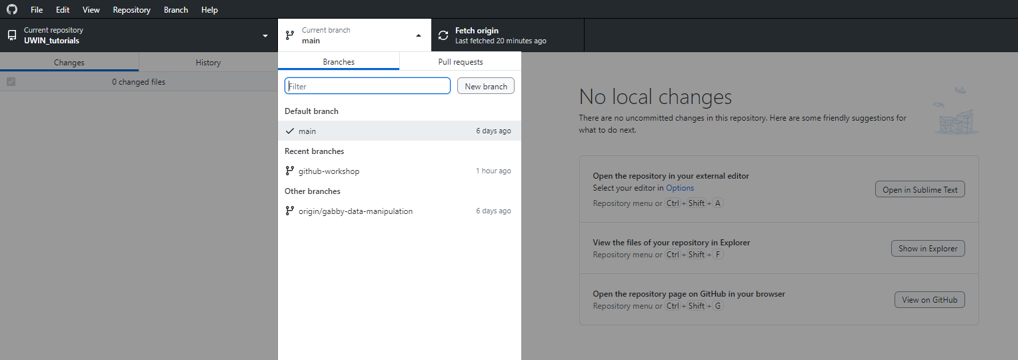 File Edit View Repository Branch Help
Current repository
UWIN_tutorials
Current branch
main
Fetch origin
Last fetched 20 minutes ago
Changes History
0 changed files
Branches Pull requests
Filter New branch
Default branch
main 6 days ago
Recent branches
github-workshop 1 hour ago
Other branches
origin/gabby-data-manipulation 6 days ago
No local changes
There are no uncommitted changes in this repository. Here are some friendly suggestions for
what to do next.
Open the repository in your external editor
Select your editor in Options
Repository menu or Ctrl + Shift + A
Open in Sublime Text
View the files of your repository in Explorer
Repository menu or Ctrl + Shift + F
Show in Explorer
Open the repository page on GitHub in your browser
Repository menu or Ctrl + Shift + G
View on GitHub